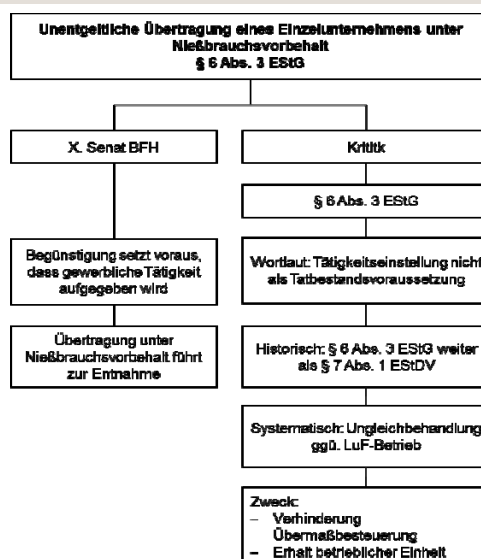 Unentgeltliche Übertragung eines Einzelunternehmens unter
Nießbrauchsvorbehalt
§ 6 Abs. 3 EStG
X. Senat BFH
Begünstigung setzt voraus,
dass gewerbliche Tätigkeit
aufgegeben wird
Übertragung unter
Nießbrauchsvorbehalt führt
zur Entnahme
Kritik
§ 6 Abs. 3 EStG
Wortlaut: Tätigkeitseinstellung nicht
als Tatbestandsvoraussetzung
Historisch: § 6 Abs. 3 EStG weiter
als § 7 Abs. 1 EStDV
Systematisch: Ungleichbehandlung
ggü. LuF-Betrieb
Zweck:
– Verhinderung
Übermaßbesteuerung
– Erhalt betrieblicher Einheit